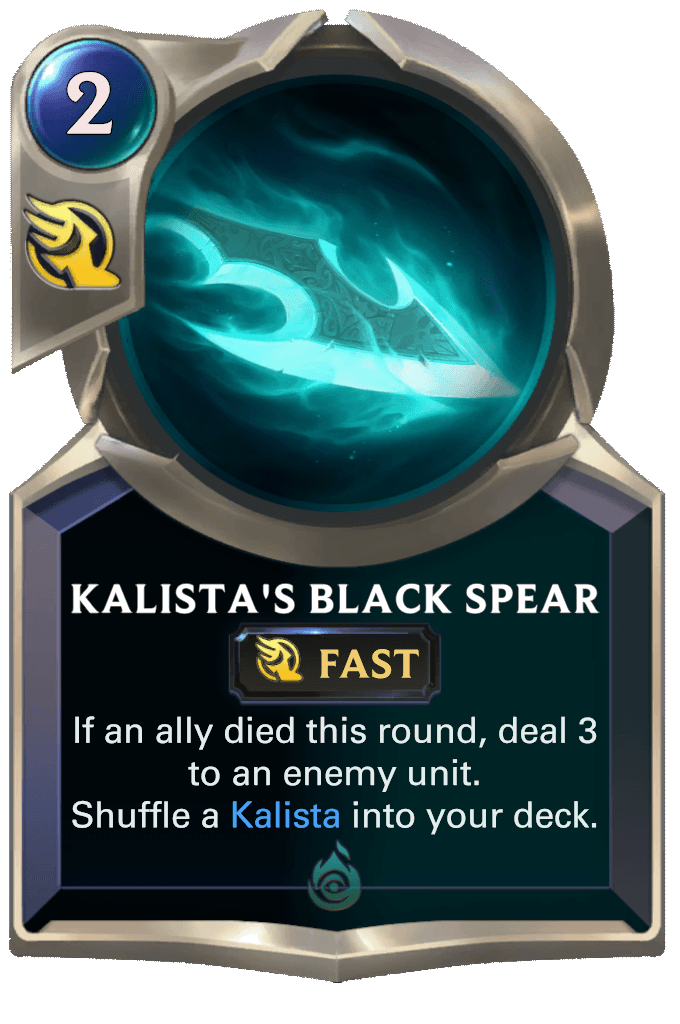 2
KALISTA'S BLACK SPEAR
FAST
If an ally died this round, deal 3
to an enemy unit.
Shuffle a Kalista into your deck.